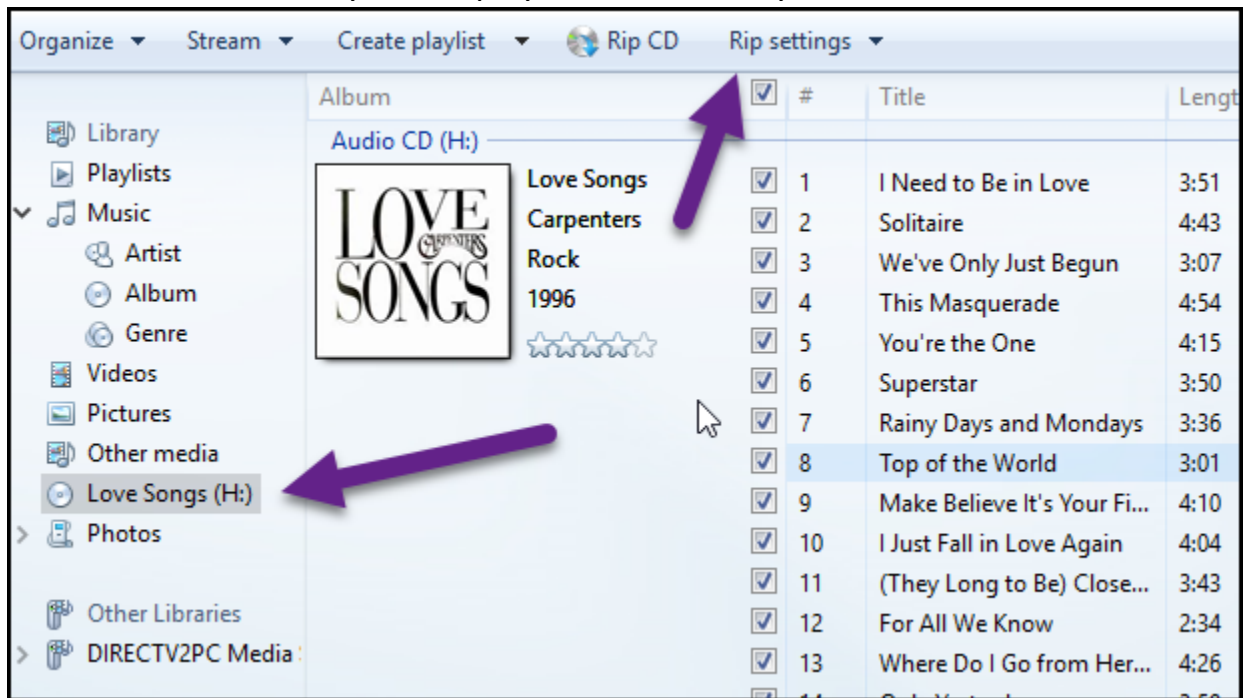 Organize Stream Create playlist Rip CD Rip settings
Album # Title Lengt
Library
Playlists
Music
Artist
Album
Genre
Videos
Pictures
Other media
Love Songs (H:)
Photos
Other Libraries
DIRECTV2PC Media
Audio CD (H:)
LOVE
CARPENTERS
SONGS
Love Songs
Carpenters
Rock
1996
1 I Need to Be in Love 3:51
2 Solitaire 4:43
3 We've Only Just Begun 3:07
4 This Masquerade 4:54
5 You're the One 4:15
6 Superstar 3:50
7 Rainy Days and Mondays 3:36
8 Top of the World 3:01
9 Make Believe It's Your Fi... 4:10
10 I Just Fall in Love Again 4:04
11 (They Long to Be) Close... 3:43
12 For All We Know 2:34
13 Where Do I Go from Her... 4:26